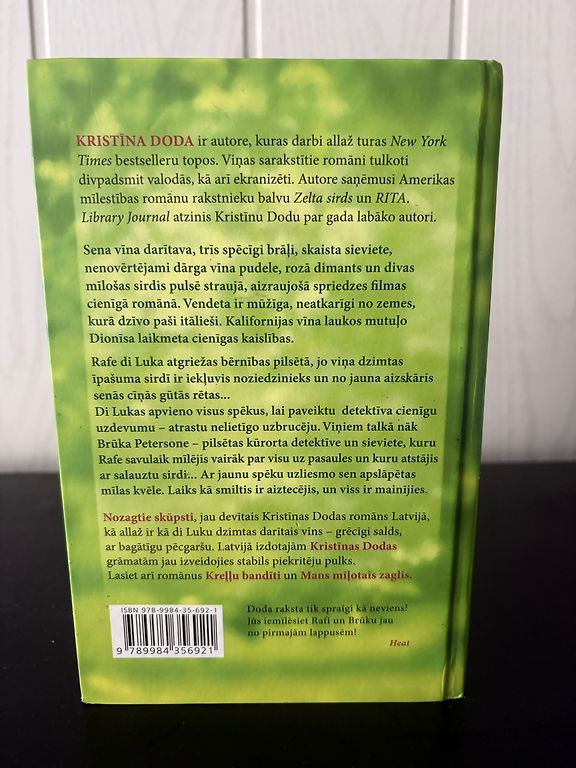 KRISTĪNA DODA ir autore, kuras darbi allaž turas New York
Times bestselleru topos. Viņas sarakstītie romāni tulkoti
divpadsmit valodās, kā arī ekranizēti. Autore saņēmusi Amerikas
mīlestības romānu rakstnieku balvu Zelta sirds un RITA.
Library Journal atzinis Kristīnu Dodu par gada labāko autori.
Sena vīna darītava, trīs spēcīgi brāļi, skaista sieviete,
nenovērtējami dārga vīna pudele, rozā dimants un divas
mīlošas sirdis pulsē straujā, aizraujošā spriedzes filmas
cienīgā romānā. Vendeta ir mūžīga, neatkarīgi no zemes,
kurā dzīvo paši itālieši. Kalifornijas vīna laukos mutuļo
Dionīsa laikmeta cienīgas kaislības.
Rafe di Luka atgriežas bērnības pilsētā, jo viņa dzimtas
īpašuma sirdī ir iekļuvis noziedzinieks un no jauna aizskāris
senās cīņās gūtās rētas...
Di Lukas apvieno visus spēkus, lai paveiktu detektīva cienīgu
uzdevumu – atrastu nelietīgo uzbrucēju. Viņiem talkā nāk
Brūka Petersone – pilsētas kūrorta detektīve un sieviete, kuru
Rafe savulaik mīlējis vairāk par visu uz pasaules un kuru atstājis
ar salauztu sirdi... Ar jaunu spēku uzliesmo sen apslāpētas
mīlas kvēle. Laiks kā smiltis ir aiztecējis, un viss ir mainījies.
Nozagtie skūpsti, jau devītais Kristīnas Dodas romāns Latvijā,
kā allaž ir kā di Luku dzimtas darītais vīns – grēcīgi salds,
ar bagātīgu pēcgaršu. Latvijā izdotajām Kristīnas Dodas
grāmatām jau izveidojies stabils piekritēju pulks.
Lasiet arī romānus Kreļļu bandīti un Mans mīļotais zaglis.
ISBN 978-9984-35-692-1
9 789984 356921
Doda raksta tik spraigi kā neviens!
Jūs iemīlēsiet Rafi un Brūku jau
no pirmajām lappusēm!
Heat